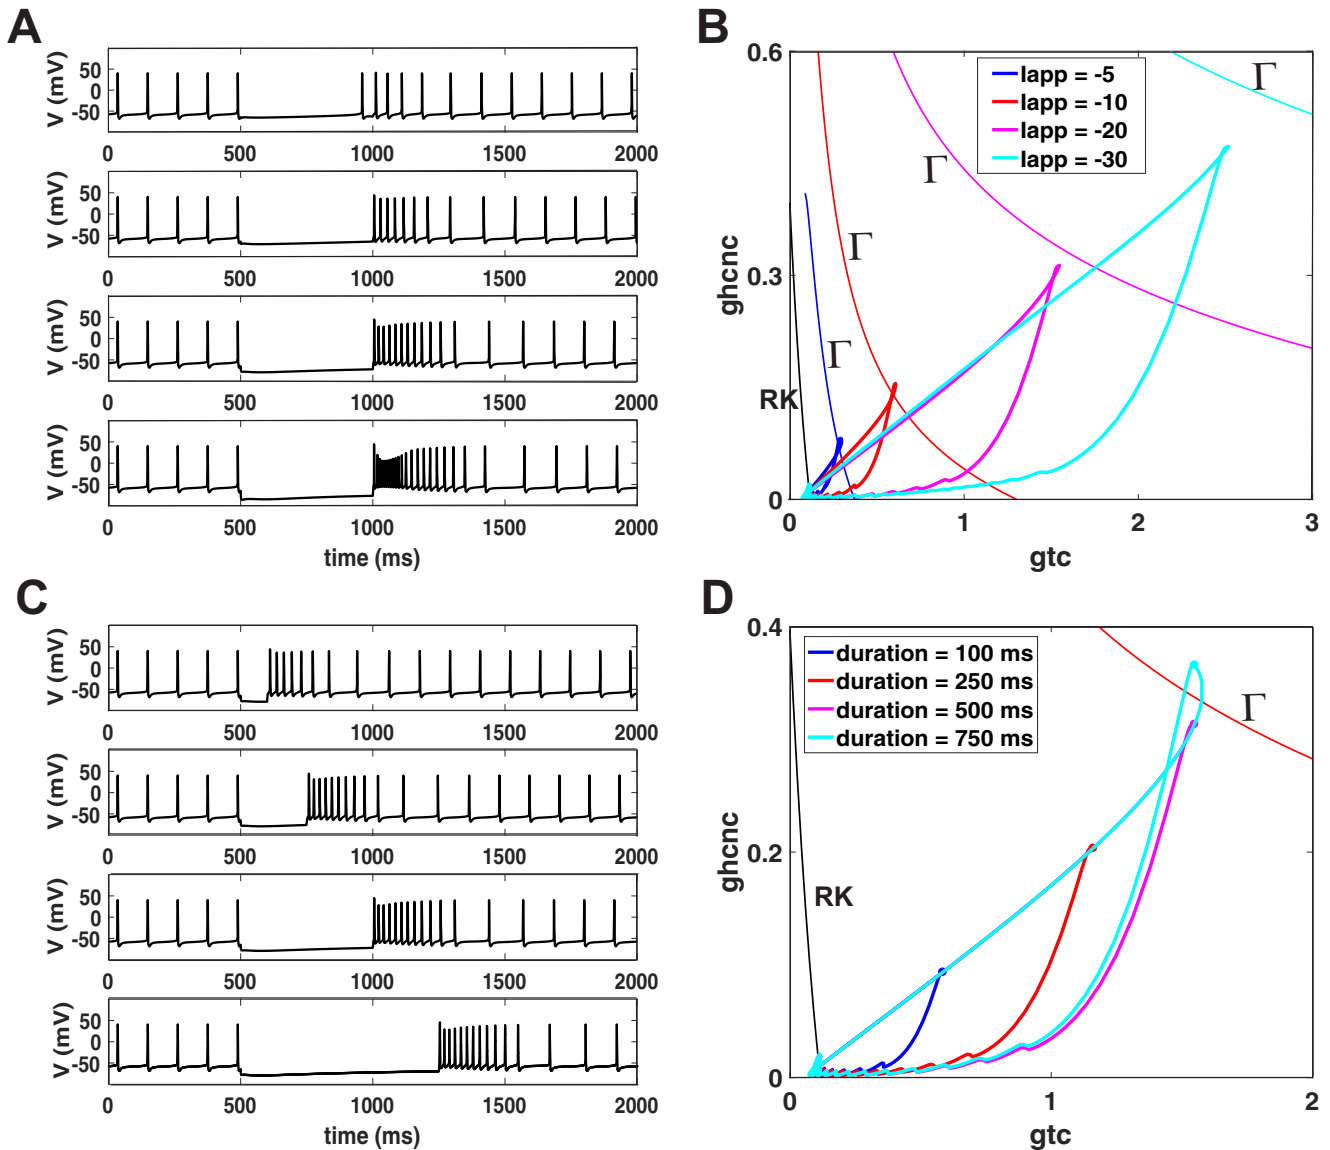 A
V (mV)
50
0
-50
0 500 1000 1500 2000
V (mV)
50
0
-50
0 500 1000 1500 2000
V (mV)
50
0
-50
0 500 1000 1500 2000
V (mV)
50
0
-50
0 500 1000 1500 2000
time (ms)
B
ghcnc
0.6
0.3
0
Iapp = -5
Iapp = -10
Iapp = -20
Iapp = -30
Γ
Γ
Γ
Γ
RK
0 1 2 3
gtc
C
V (mV)
50
0
-50
0 500 1000 1500 2000
V (mV)
50
0
-50
0 500 1000 1500 2000
V (mV)
50
0
-50
0 500 1000 1500 2000
V (mV)
50
0
-50
0 500 1000 1500 2000
time (ms)
D
ghcnc
0.4
0.2
0
duration = 100 ms
duration = 250 ms
duration = 500 ms
duration = 750 ms
Γ
RK
0 1 2
gtc